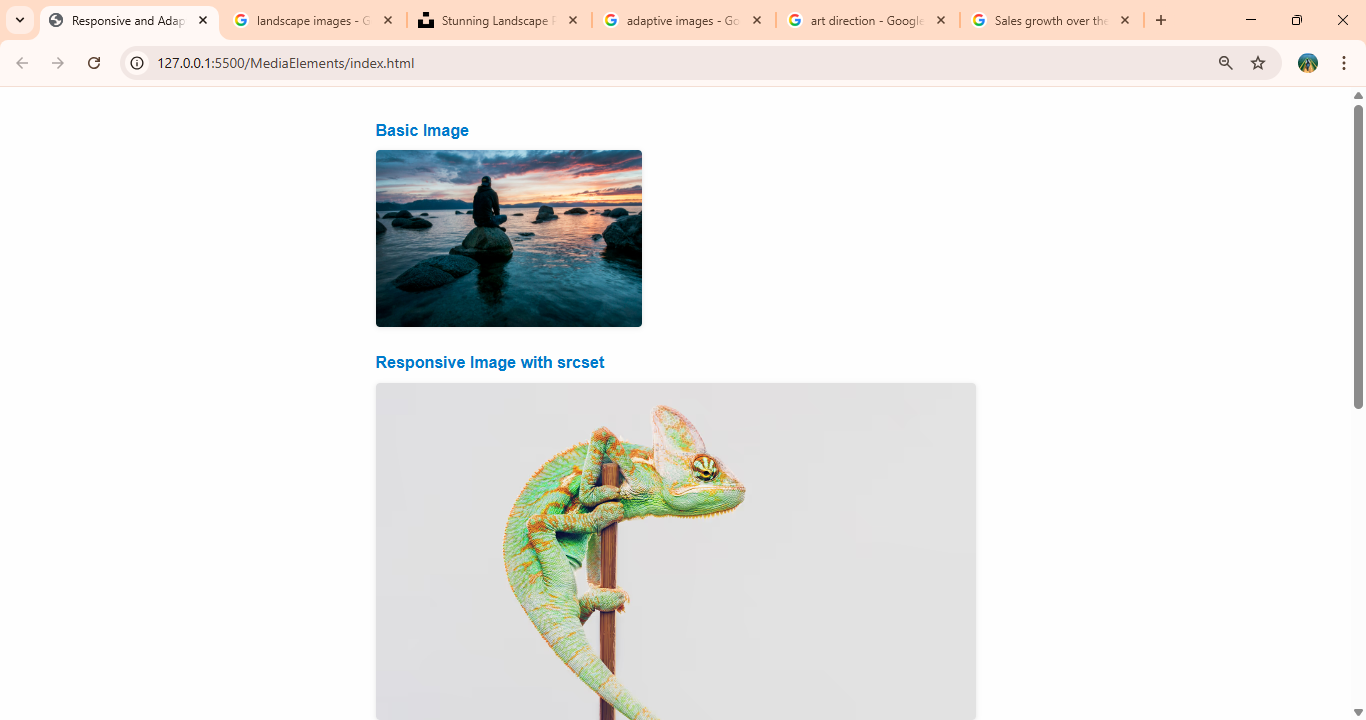 Responsive and Adap
landscape images - G
Stunning Landscape
adaptive images - Go
art direction - Google
Sales growth over the
127.0.0.1:5500/MediaElements/index.html
Basic Image
Responsive Image with srcset